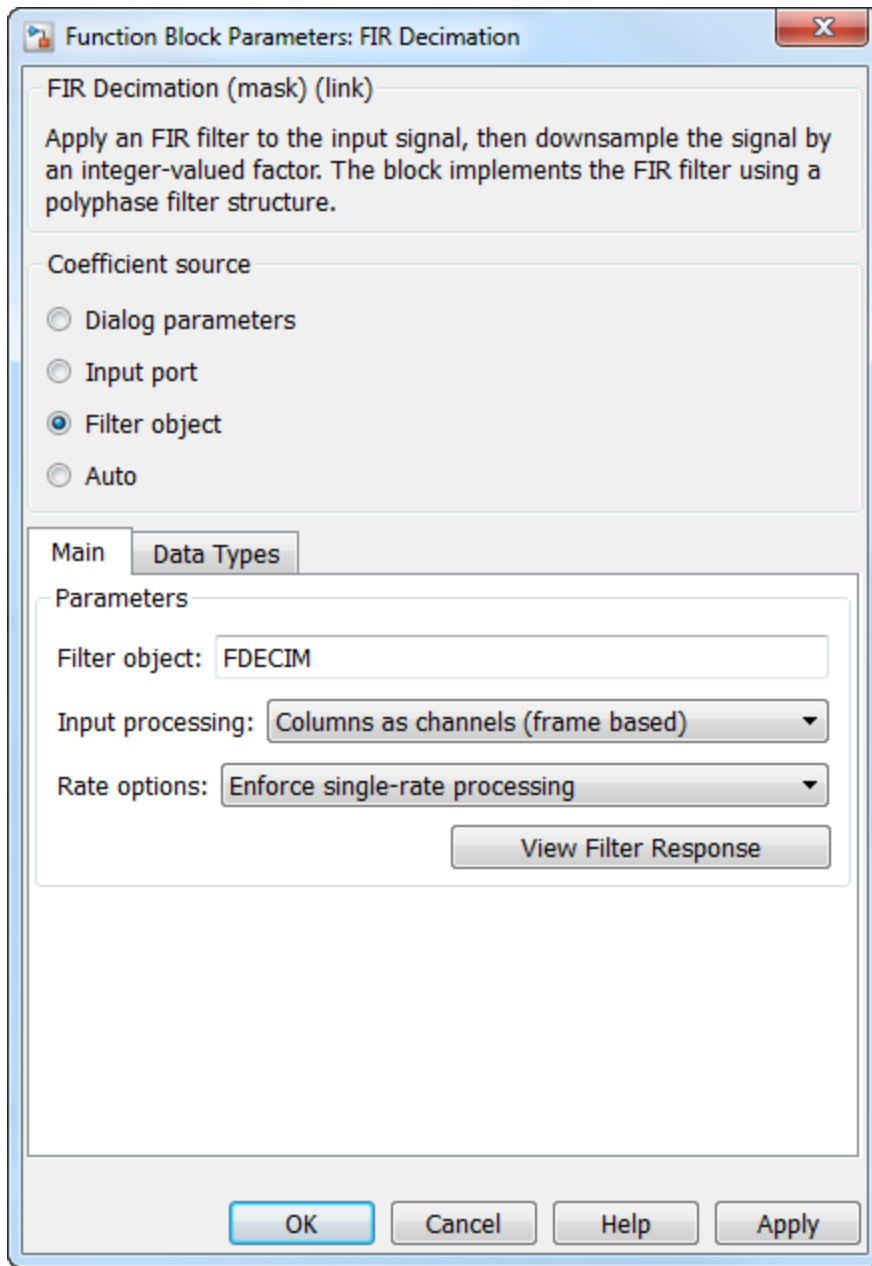 Function Block Parameters: FIR Decimation
X
FIR Decimation (mask) (link)
Apply an FIR filter to the input signal, then downsample the signal by
an integer-valued factor. The block implements the FIR filter using a
polyphase filter structure.
Coefficient source
Dialog parameters
Input port
Filter object
Auto
Main Data Types
Parameters
Filter object: FDECIM
Input processing: Columns as channels (frame based)
Rate options: Enforce single-rate processing
View Filter Response
OK Cancel Help Apply